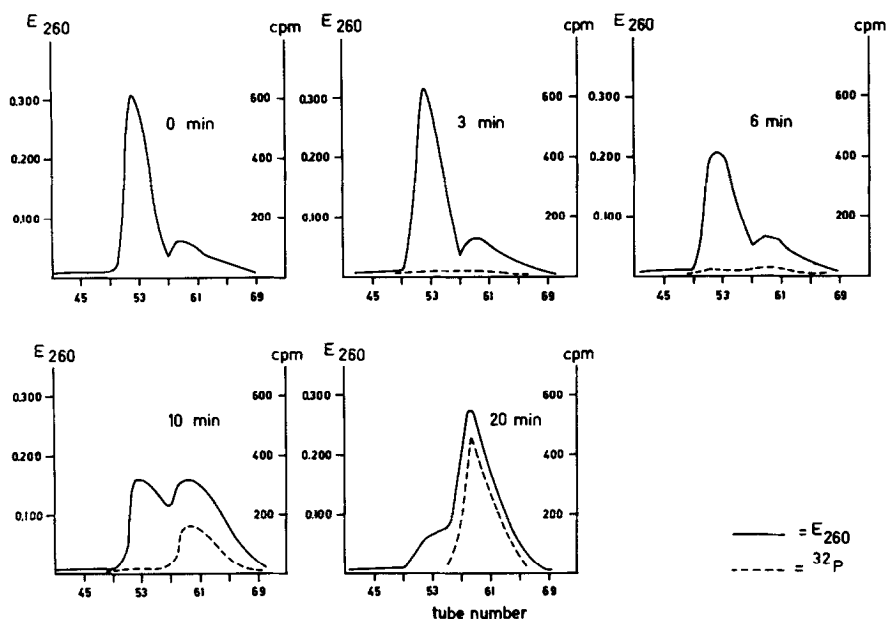 E 260 cpm E 260 cpm E 260 cpm
0.300 600 0.300 600 0.300 600
0 min 3 min 6 min
0.200 400 0.200 400 0.200 400
0.100 200 0.100 200 0.100 200
45 53 61 69 45 53 61 69 45 53 61 69
E 260 cpm E 260 cpm
0.300 600 0.300 600
10 min 20 min
0.200 400 0.200 400
0.100 200 0.100 200
= E260
= 32P
45 53 61 69 45 53 61 69
tube number